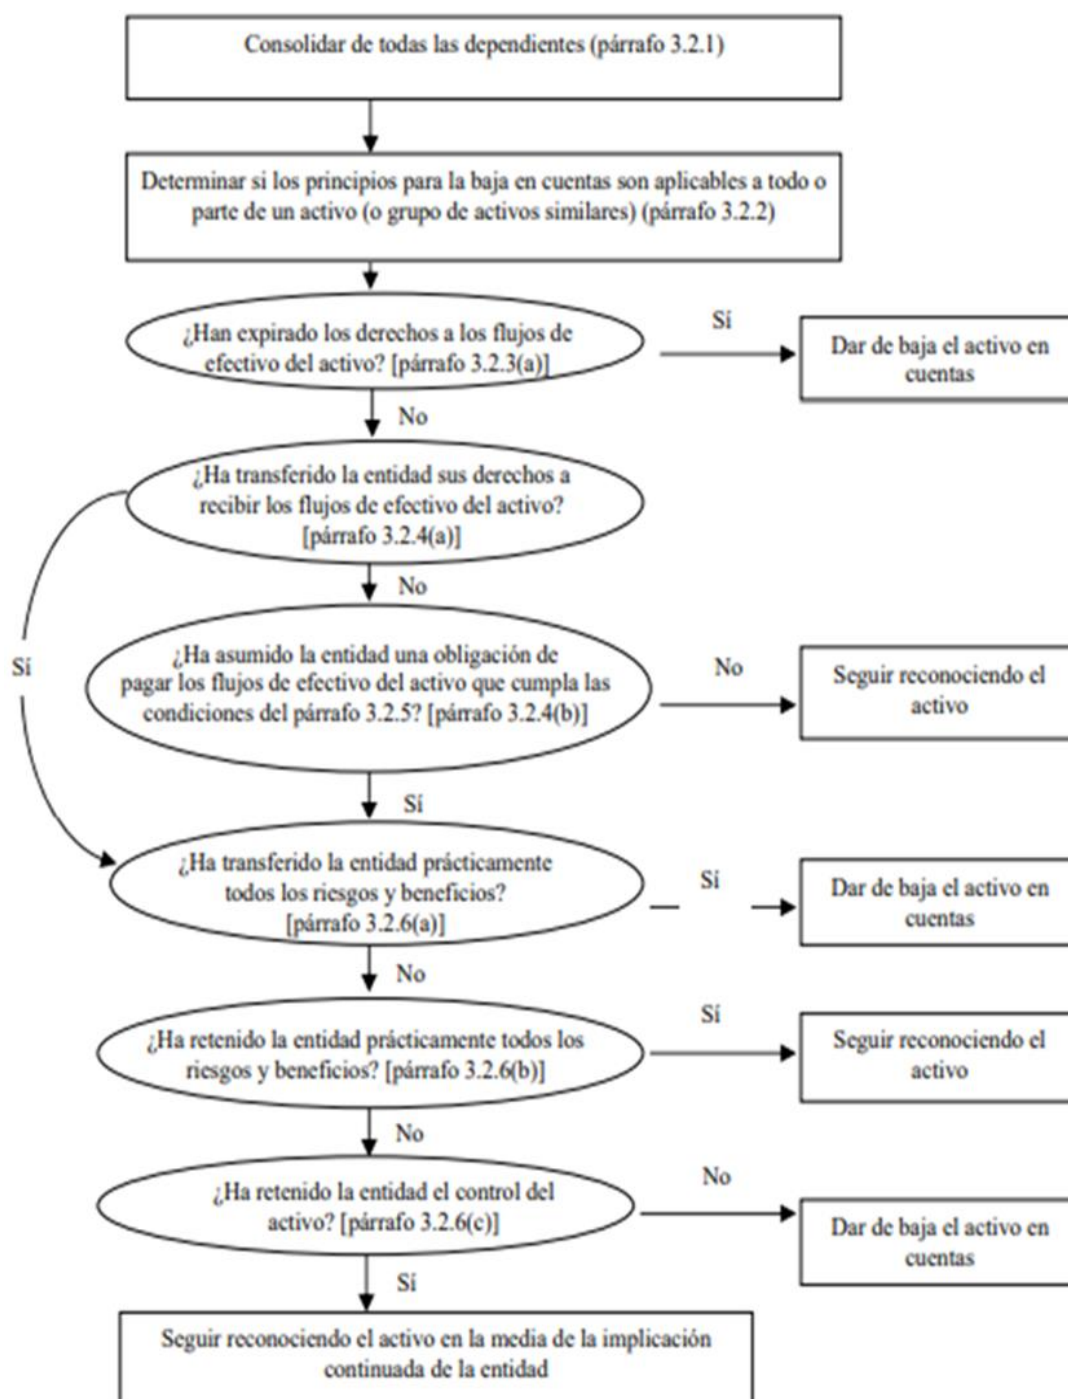 Consolidar de todas las dependientes (párrafo 3.2.1)
Determinar si los principios para la baja en cuentas son aplicables a todo o
parte de un activo (o grupo de activos similares) (párrafo 3.2.2)
¿Han expirado los derechos a los flujos de
efectivo del activo? [párrafo 3.2.3(a)]
Sí
Dar de baja el activo en
cuentas
No
¿Ha transferido la entidad sus derechos a
recibir los flujos de efectivo del activo?
[párrafo 3.2.4(a)]
No
Sí
¿Ha asumido la entidad una obligación de
pagar los flujos de efectivo del activo que cumpla las
condiciones del párrafo 3.2.5? [párrafo 3.2.4(b)]
No
Seguir reconociendo el
activo
Sí
¿Ha transferido la entidad prácticamente
todos los riesgos y beneficios?
[párrafo 3.2.6(a)]
Sí
Dar de baja el activo en
cuentas
No
¿Ha retenido la entidad prácticamente todos los
riesgos y beneficios? [párrafo 3.2.6(b)]
Sí
Seguir reconociendo el
activo
No
¿Ha retenido la entidad el control del
activo? [párrafo 3.2.6(c)]
No
Dar de baja el activo en
cuentas
Sí
Seguir reconociendo el activo en la media de la implicación
continuada de la entidad